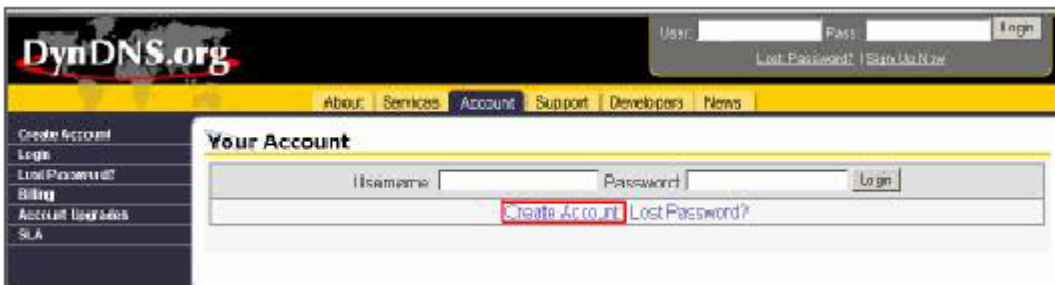 DynDNS.org
User: Pass: Login
Lost Password? | Sign Up Now
About Services Account Support Developers News
Create Account
Login
Lost Password?
Billing
Account Upgrades
SLA
Your Account
Username: Password: Login
Create Account Lost Password?